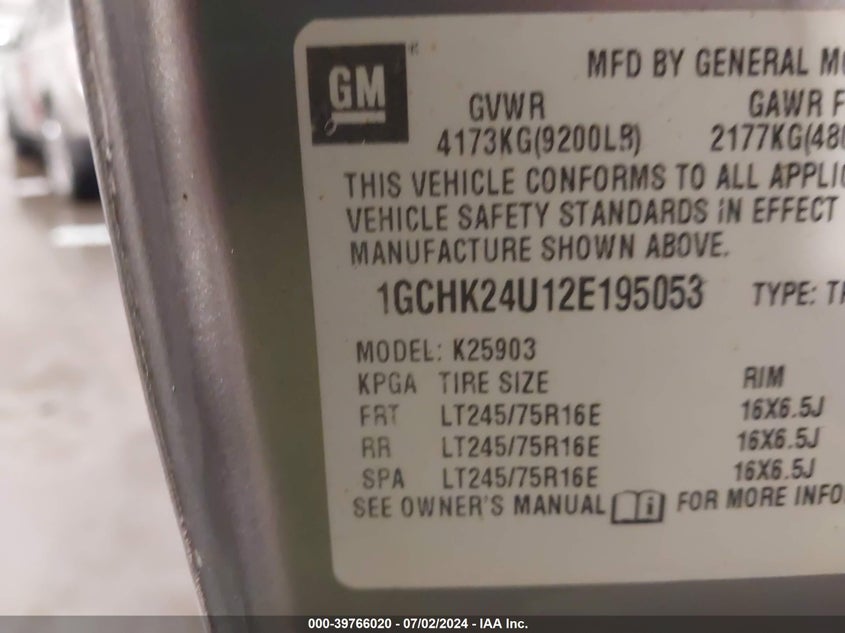 GM
MFD BY GENERAL
GVWR GAWR
4173KG(9200LB) 2177KG
THIS VEHICLE CONFORMS TO ALL
VEHICLE SAFETY STANDARDS IN EFFECT
MANUFACTURE SHOWN ABOVE.
1GCHK24U12E195053 TYPE:
MODEL: K25903
KPGA TIRE SIZE RIM
FRT LT245/75R16E 16X6.5J
RR LT245/75R16E 16X6.5J
SPA LT245/75R16E 16X6.5J
SEE OWNER'S MANUAL FOR MORE
000-39766020 - 07/02/2024 - IAA Inc.